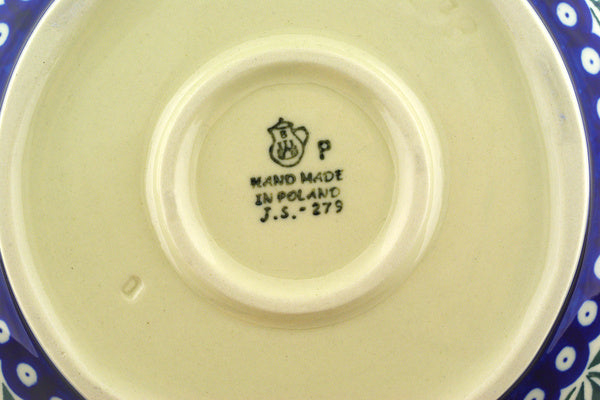 B
P
HAND MADE
IN POLAND
J.S.-279
D